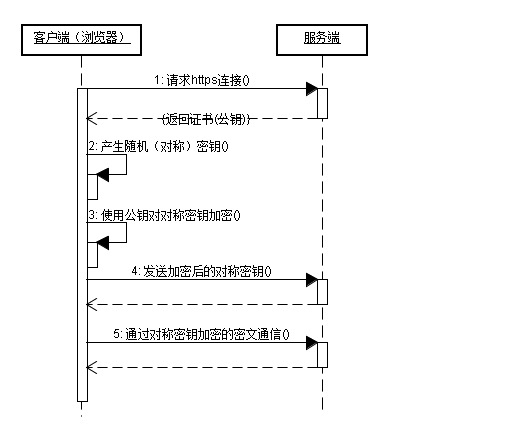 客户端（浏览器）
服务端
1: 请求https连接()
(返回证书(公钥))
2: 产生随机（对称）密钥()
3: 使用公钥对对称密钥加密()
4: 发送加密后的对称密钥()
5: 通过对称密钥加密的密文通信()